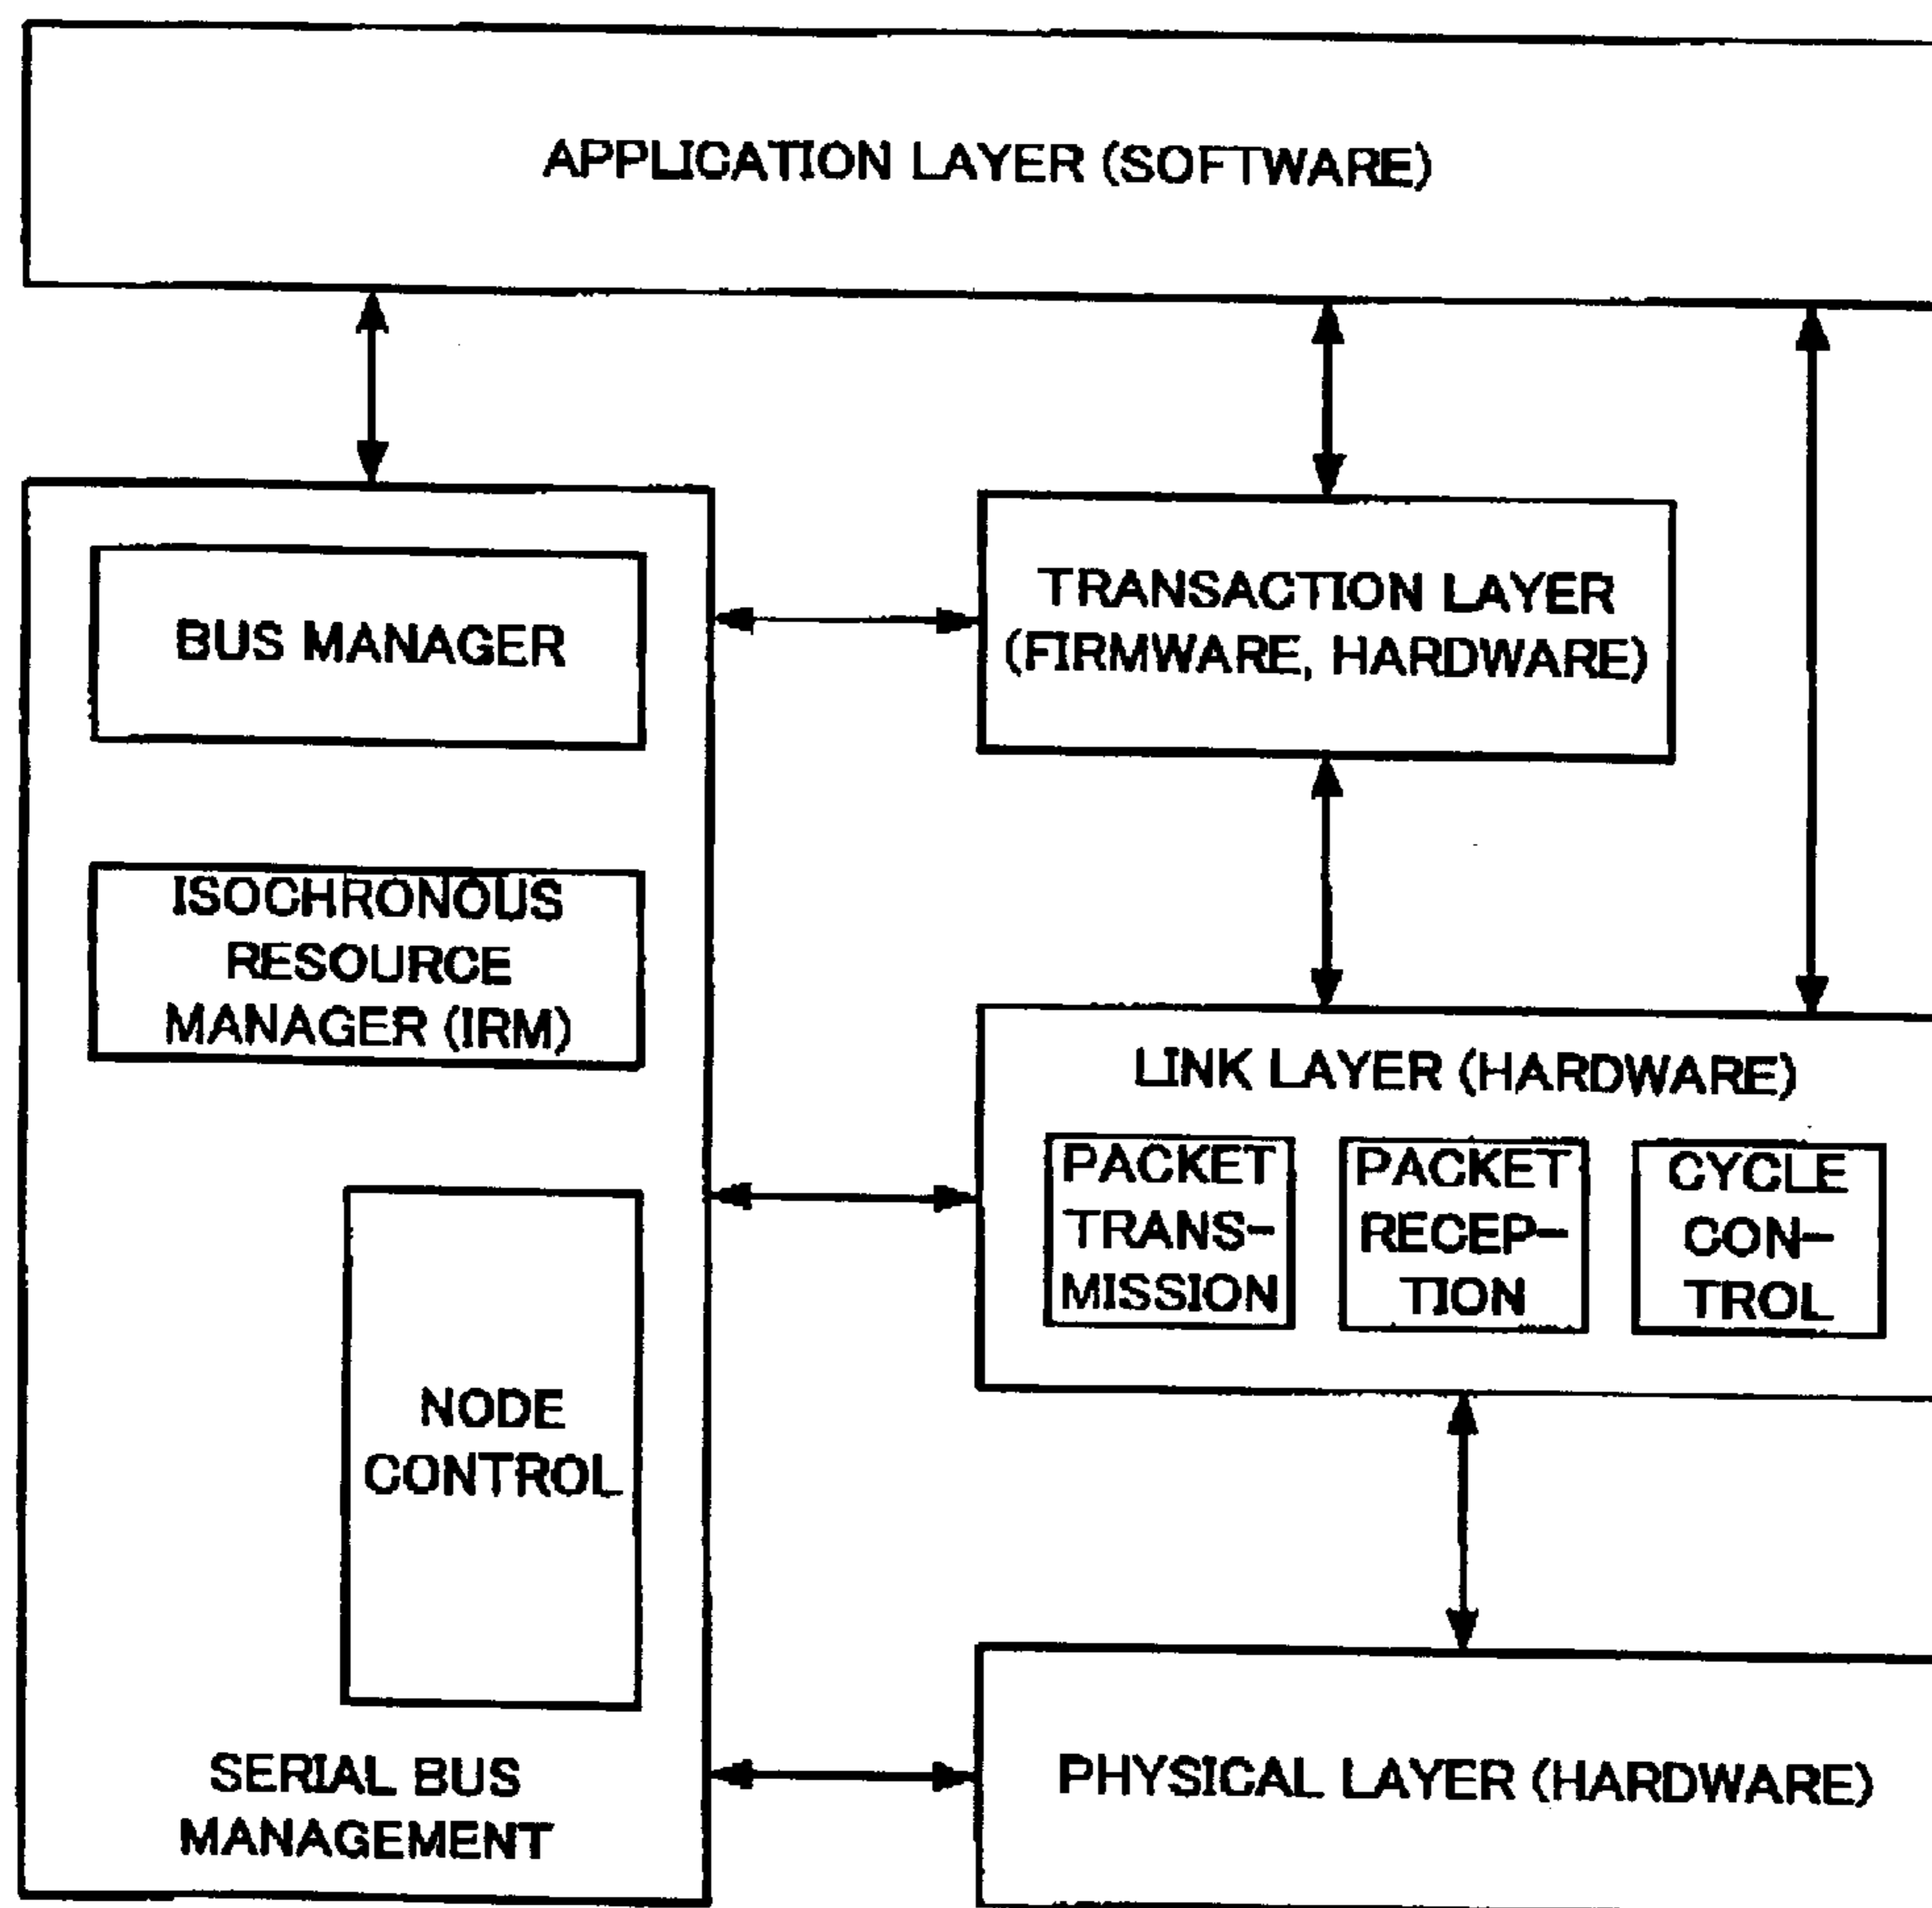 APPLICATION LAYER (SOFTWARE)
BUS MANAGER
TRANSACTION LAYER
(FIRMWARE, HARDWARE)
ISOCHRONOUS
RESOURCE
MANAGER (IRM)
LINK LAYER (HARDWARE)
PACKET
TRANS-
MISSION
PACKET
RECEP-
TION
CYCLE
CON-
TROL
NODE
CONTROL
SERIAL BUS
MANAGEMENT
PHYSICAL LAYER (HARDWARE)